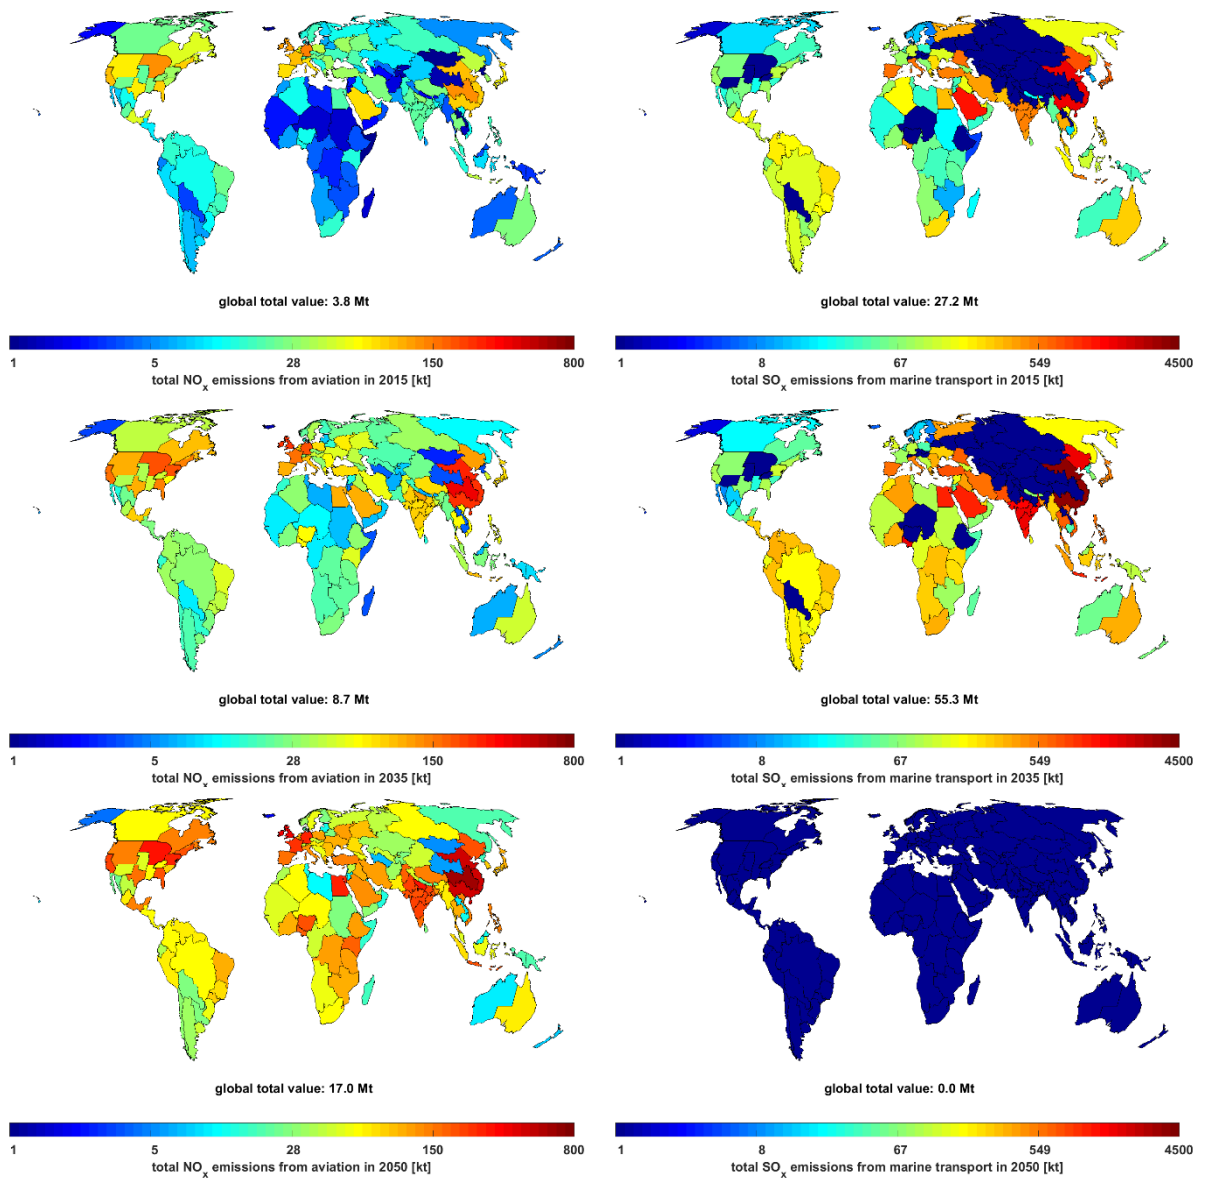 global total value: 3.8 Mt
1 5 28 150 800
total NOx emissions from aviation in 2015 [kt]
global total value: 27.2 Mt
1 8 67 549 4500
total SOx emissions from marine transport in 2015 [kt]
global total value: 8.7 Mt
1 5 28 150 800
total NOx emissions from aviation in 2035 [kt]
global total value: 55.3 Mt
1 8 67 549 4500
total SOx emissions from marine transport in 2035 [kt]
global total value: 17.0 Mt
1 5 28 150 800
total NOx emissions from aviation in 2050 [kt]
global total value: 0.0 Mt
1 8 67 549 4500
total SOx emissions from marine transport in 2050 [kt]